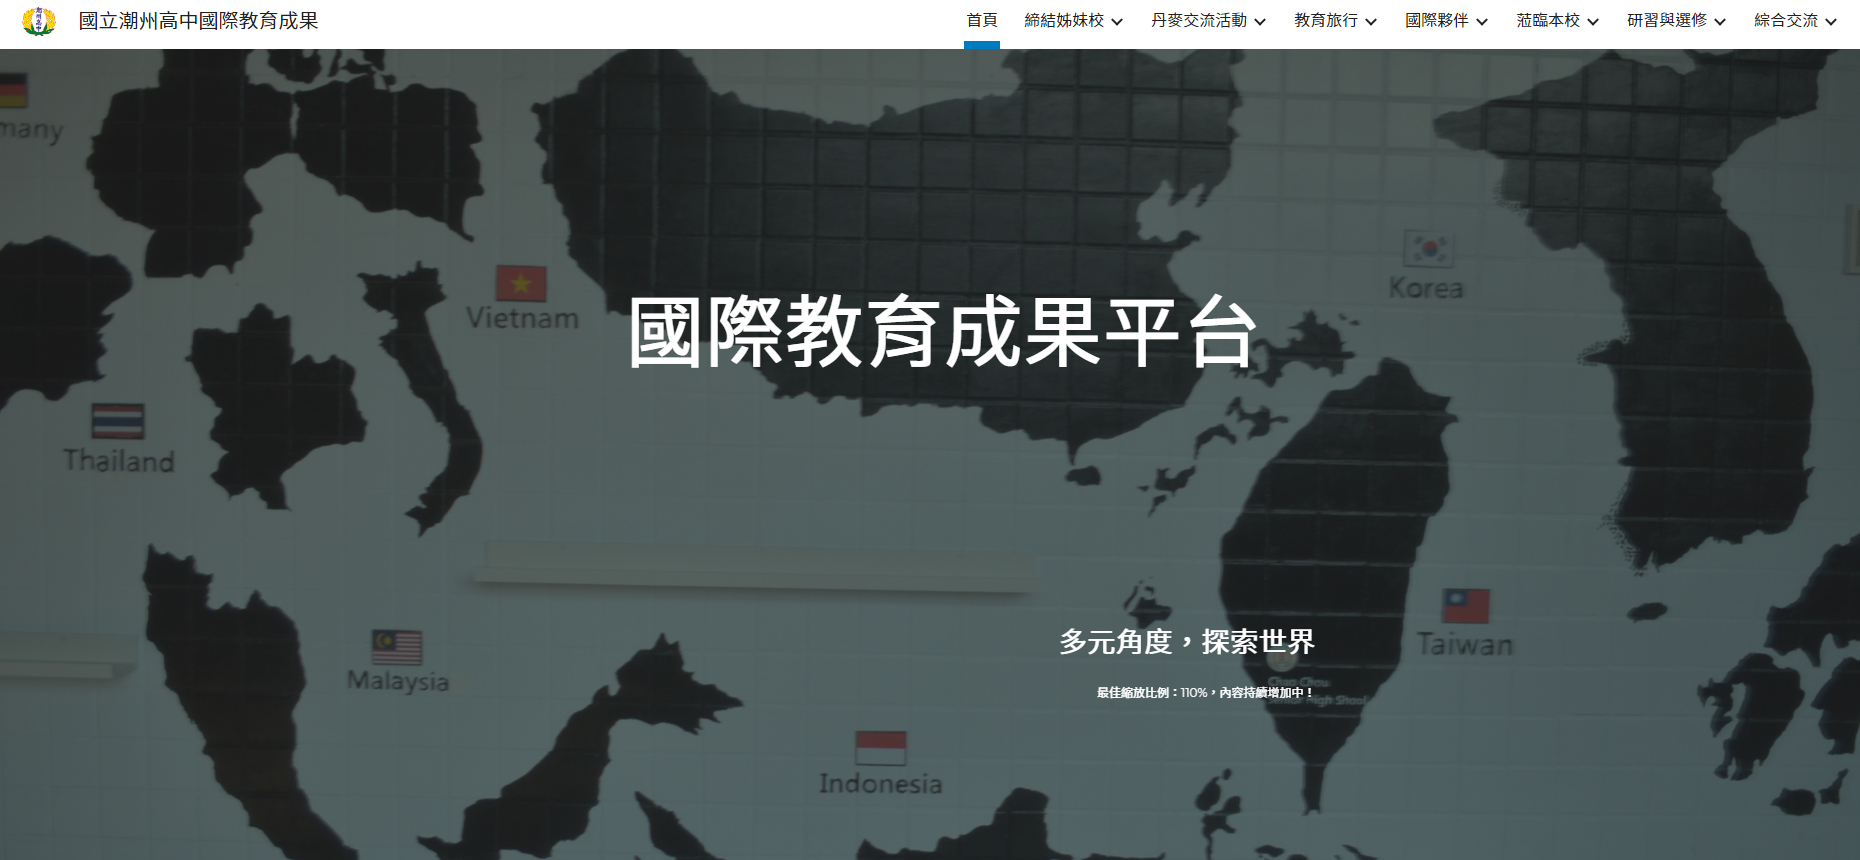 國立潮州高中國際教育成果
首頁 締結姊妹校 丹麥交流活動 教育旅行 國際夥伴 蒞臨本校 研習與選修 綜合交流
many
Vietnam
Korea
國際教育成果平台
Thailand
Taiwan
多元角度，探索世界
Malaysia
Chao Chou
最佳縮放比例：110%，內容持續增加中！
Senior High Shool
Indonesia